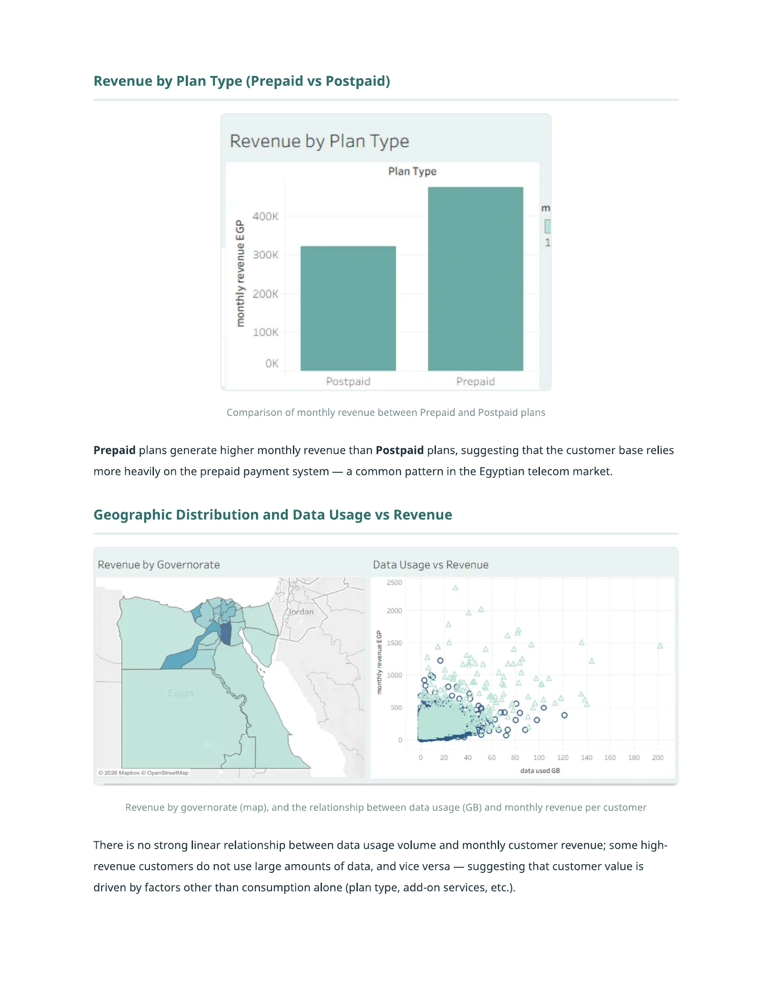 Revenue by Plan Type (Prepaid vs Postpaid)
Revenue by Plan Type
Plan Type
monthly revenue EGP
400K
300K
200K
100K
0K
Postpaid
Prepaid
m
1
Comparison of monthly revenue between Prepaid and Postpaid plans
Prepaid plans generate higher monthly revenue than Postpaid plans, suggesting that the customer base relies
more heavily on the prepaid payment system — a common pattern in the Egyptian telecom market.
Geographic Distribution and Data Usage vs Revenue
Revenue by Governorate
Jordan
Egypt
© 2026 Mapbox © OpenStreetMap
Data Usage vs Revenue
monthly revenue EGP
2500
2000
1500
1000
500
0
0 20 40 60 80 100 120 140 160 180 200
data used GB
Revenue by governorate (map), and the relationship between data usage (GB) and monthly revenue per customer
There is no strong linear relationship between data usage volume and monthly customer revenue; some high-
revenue customers do not use large amounts of data, and vice versa — suggesting that customer value is
driven by factors other than consumption alone (plan type, add-on services, etc.).